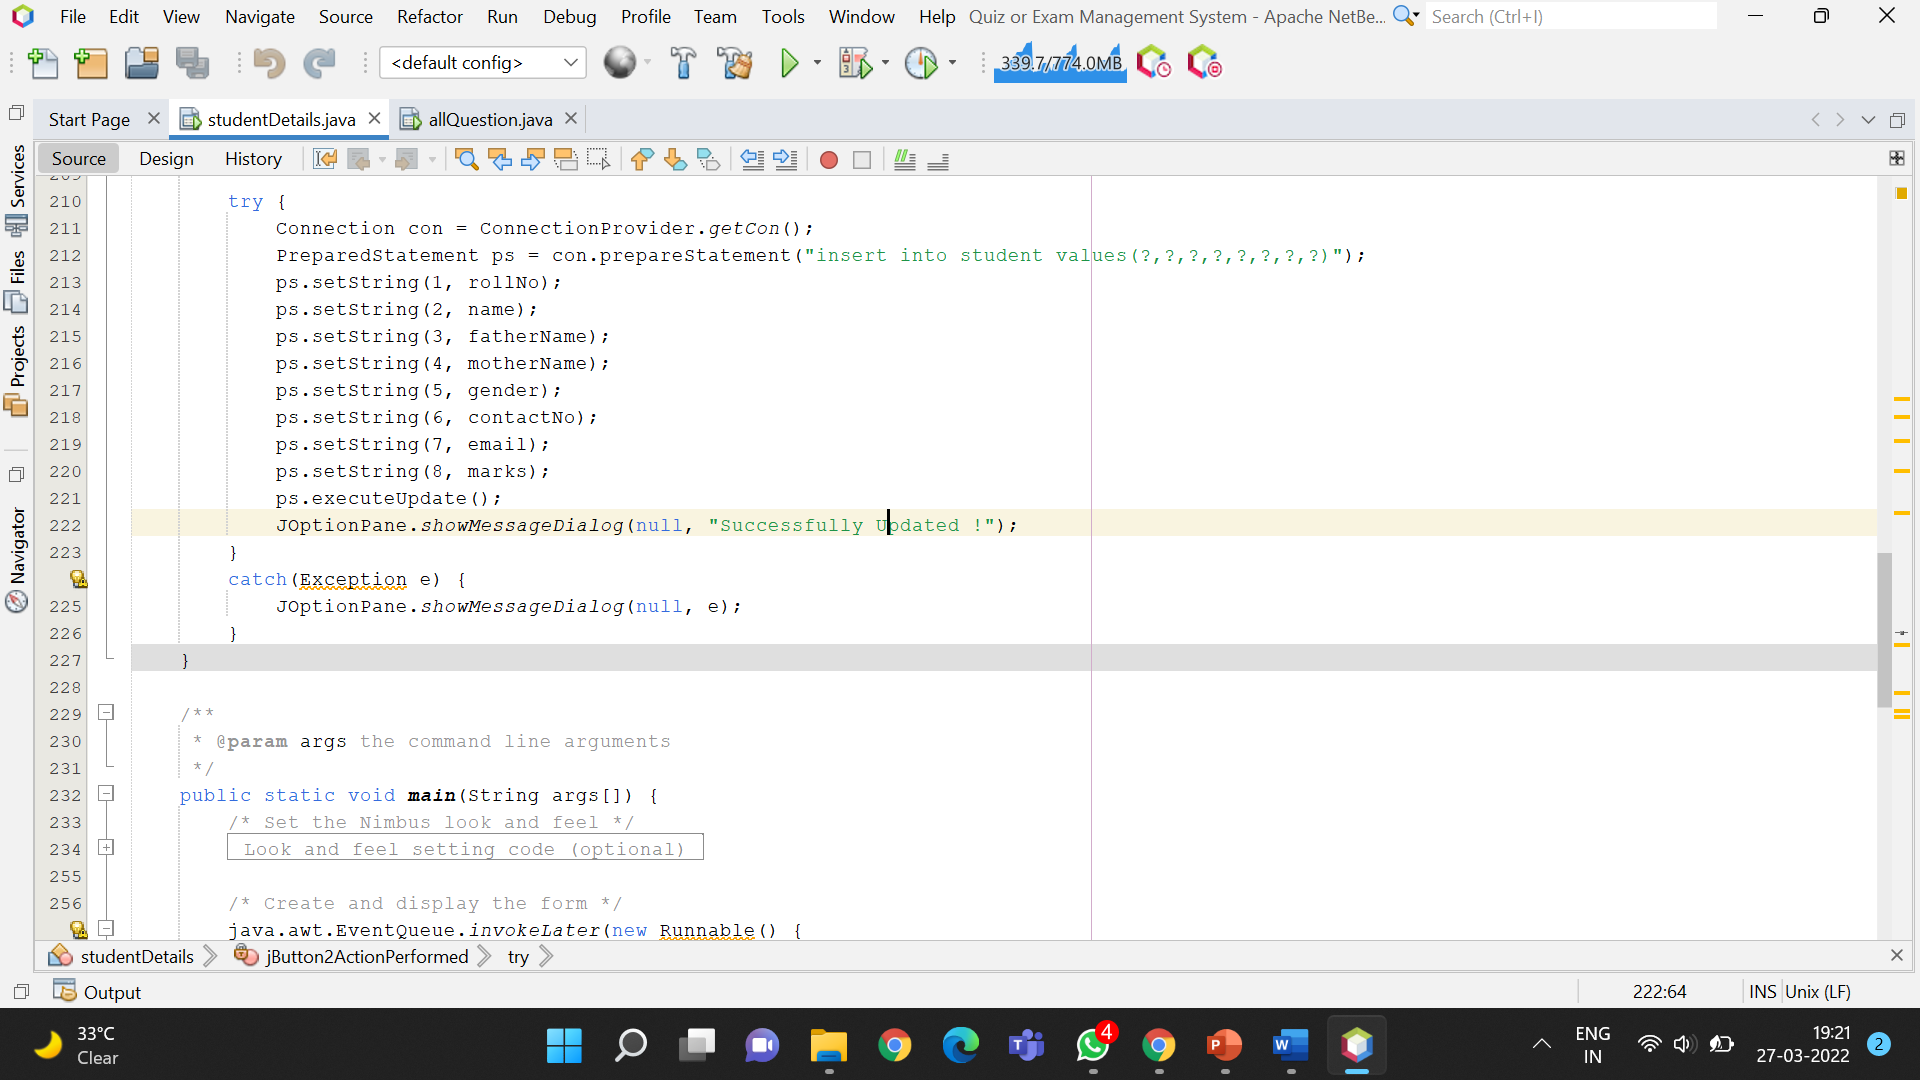 File Edit View Navigate Source Refactor Run Debug Profile Team Tools Window Help Quiz or Exam Management System - Apache NetBe... Search (Ctrl+I)
<default config> 339.7/774.0MB
Start Page studentDetails.java allQuestion.java
Source Design History
Services
Files
Projects
Navigator
209
210 try {
211 Connection con = ConnectionProvider.getCon();
212 PreparedStatement ps = con.prepareStatement("insert into student values(?,?,?,?,?,?,?,?)");
213 ps.setString(1, rollNo);
214 ps.setString(2, name);
215 ps.setString(3, fatherName);
216 ps.setString(4, motherName);
217 ps.setString(5, gender);
218 ps.setString(6, contactNo);
219 ps.setString(7, email);
220 ps.setString(8, marks);
221 ps.executeUpdate();
222 JOptionPane.showMessageDialog(null, "Successfully Updated !");
223 }
catch(Exception e) {
225 JOptionPane.showMessageDialog(null, e);
226 }
227 }
228
229 /**
230 * @param args the command line arguments
231 */
232 public static void main(String args[]) {
233 /* Set the Nimbus look and feel */
234 Look and feel setting code (optional)
255
256 /* Create and display the form */
java.awt.EventQueue.invokeLater(new Runnable() {
studentDetails jButton2ActionPerformed try
Output 222:64 INS Unix (LF)
33°C
Clear
4
ENG
IN
19:21
27-03-2022
2